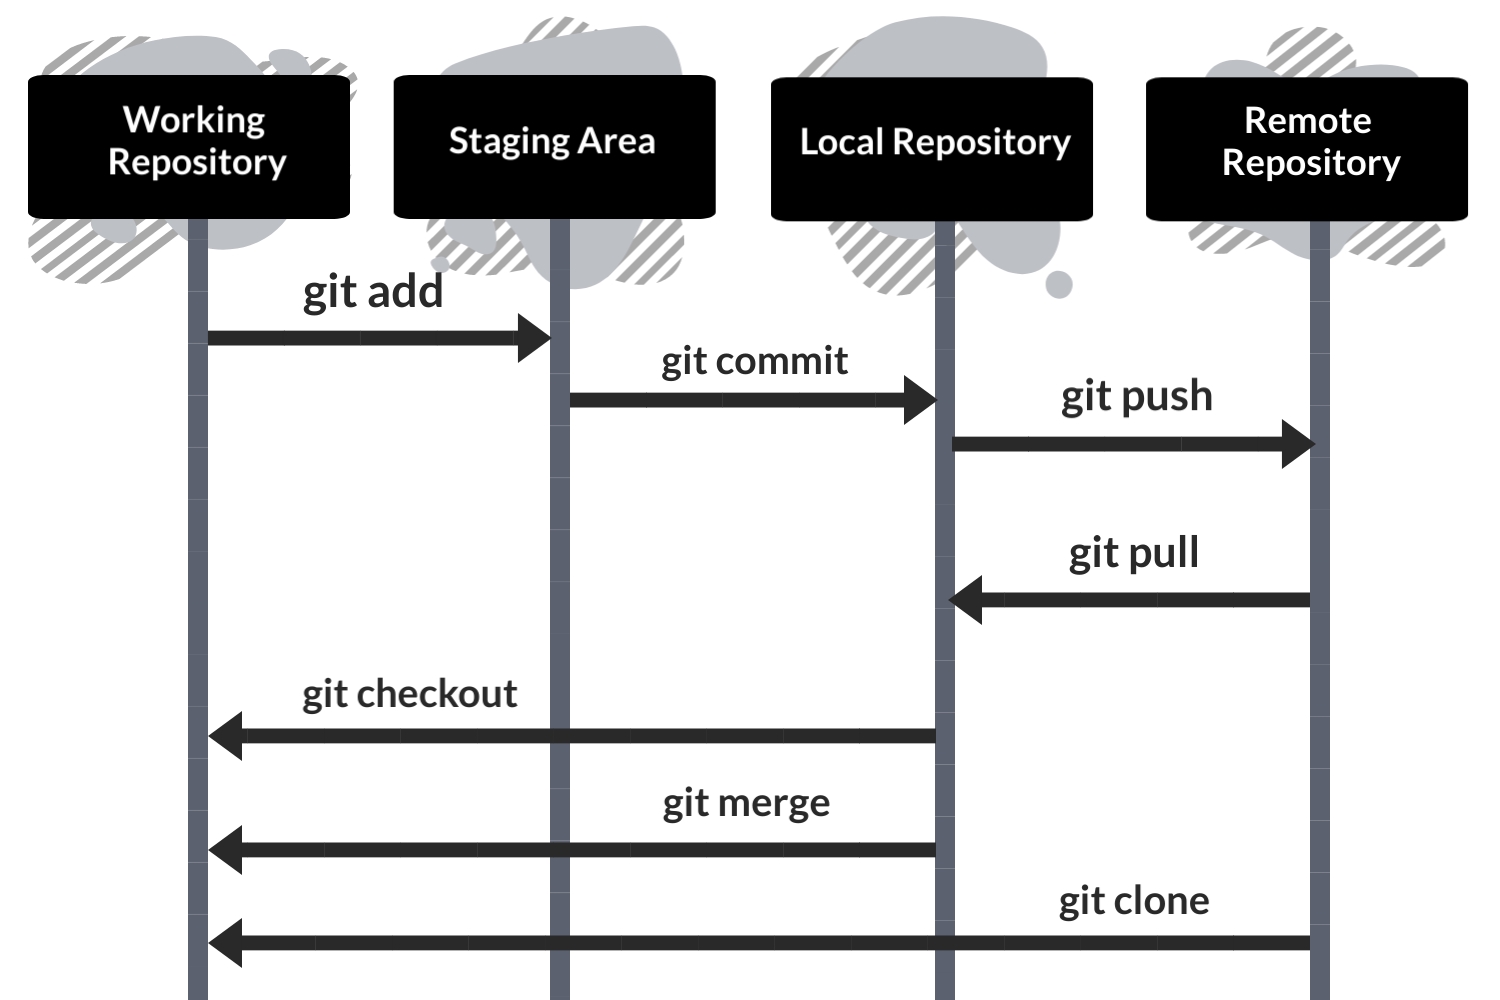 Working
Repository
Staging Area
Local Repository
Remote
Repository
git add
git commit
git push
git pull
git checkout
git merge
git clone